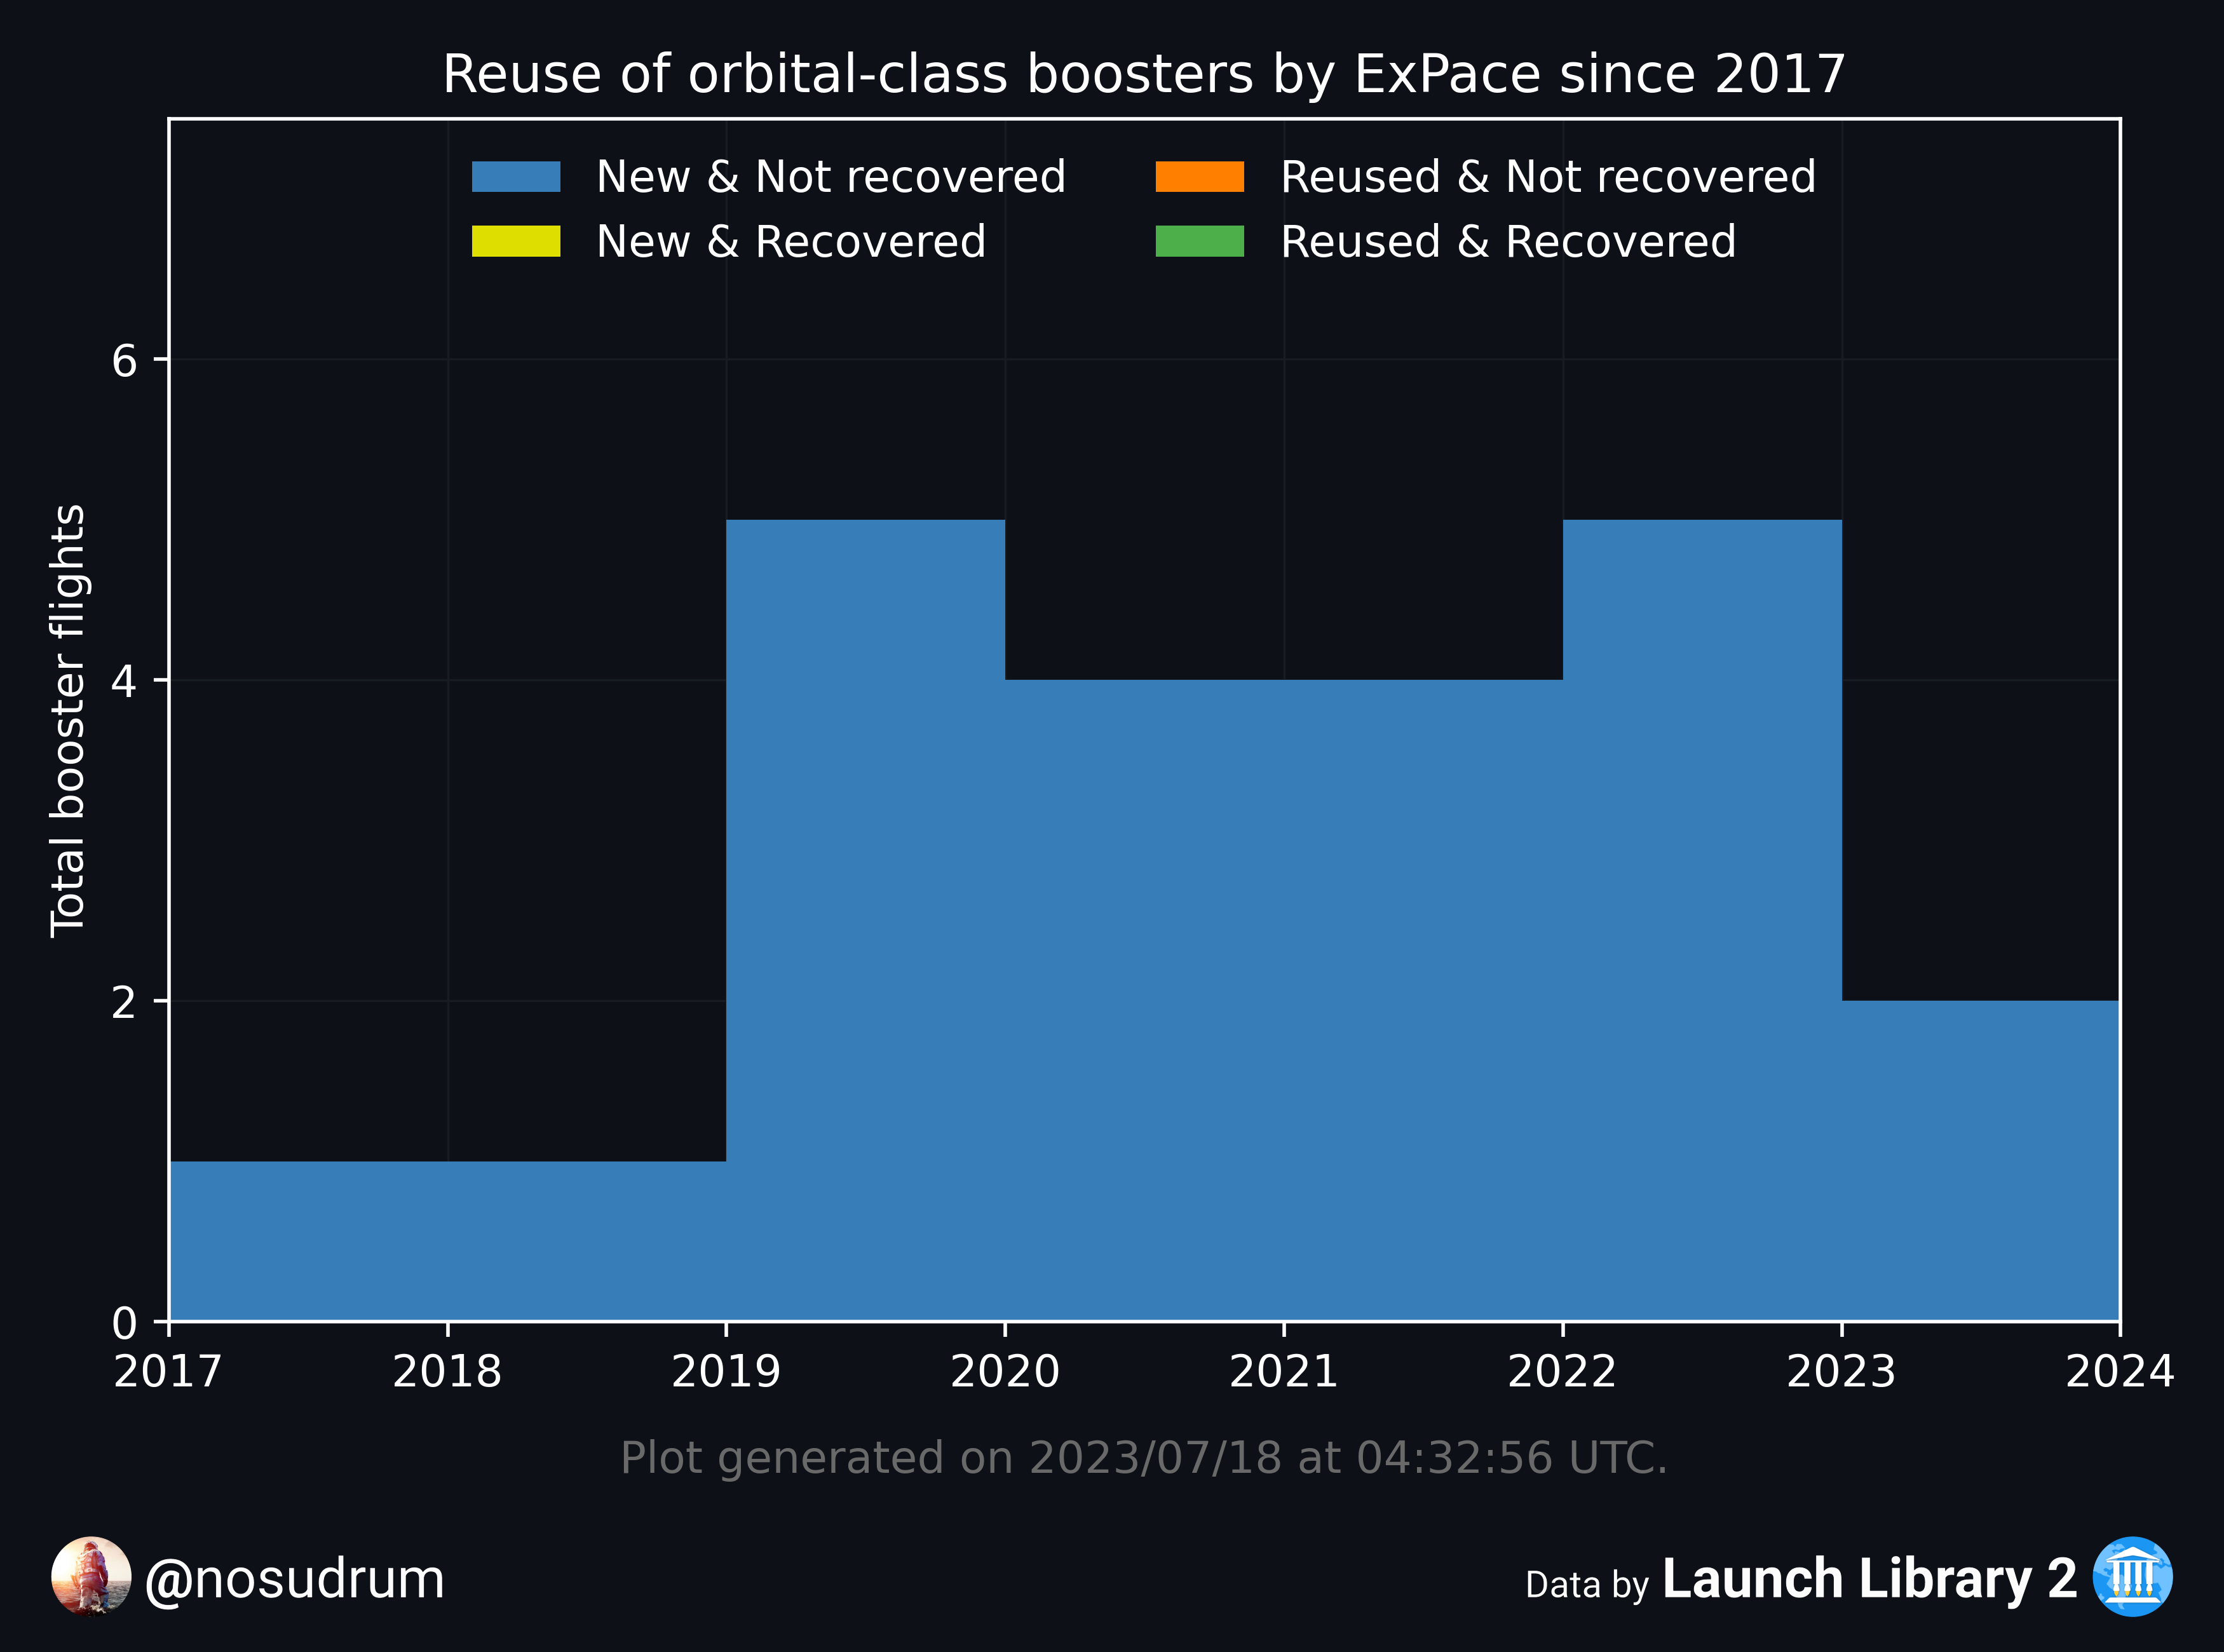 Reuse of orbital-class boosters by ExPace since 2017
New & Not recovered
New & Recovered
Reused & Not recovered
Reused & Recovered
Total booster flights
6
4
2
0
2017 2018 2019 2020 2021 2022 2023 2024
Plot generated on 2023/07/18 at 04:32:56 UTC.
@nosudrum
Data by Launch Library 2